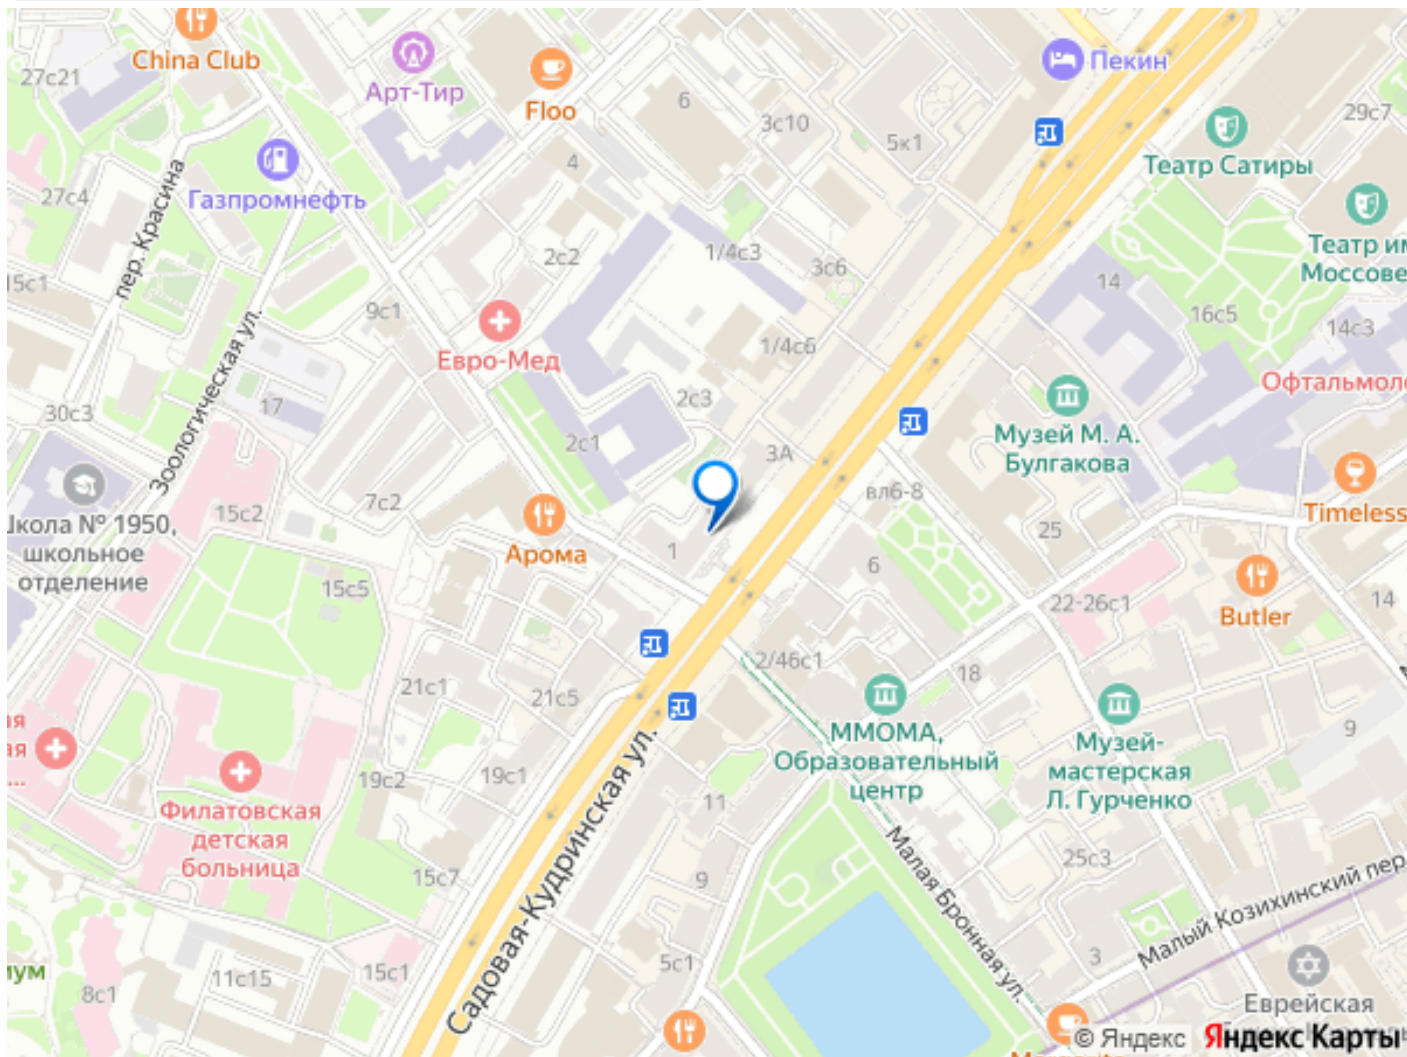 27с21
China Club
Арт-Тир
Floo
6
3с10
5к1
Пекин
29с7
Театр Сатиры
пер. Красина
Газпромнефть
27с4
4
2с2
1/4с3
3с6
14
Театр им
Моссове
15с1
9с1
Зоологическая ул.
Евро-Мед
1/4с6
16с5
14с3
Офтальмоло
17
30с3
2с3
2с1
3А
Музей М. А.
Булгакова
вл6-8
Timeless
7с2
15с2
Школа № 1950,
школьное
отделение
Арома
1
25
6
15с5
22-26с1
Butler
14
21с1
21с5
2/46с1
18
ММОМА,
Образовательный
центр
Музей-
мастерская
Л. Гурченко
9
ая
ая
...
19с2
19с1
Филатовская
детская
больница
11
9
15с7
Садовая-Кудринская ул.
Малая Бронная ул.
25с3
Малый Козихинский пер.
3
5с1
15с1
11с15
8с1
иум
Еврейская
© Яндекс
Яндекс Карты